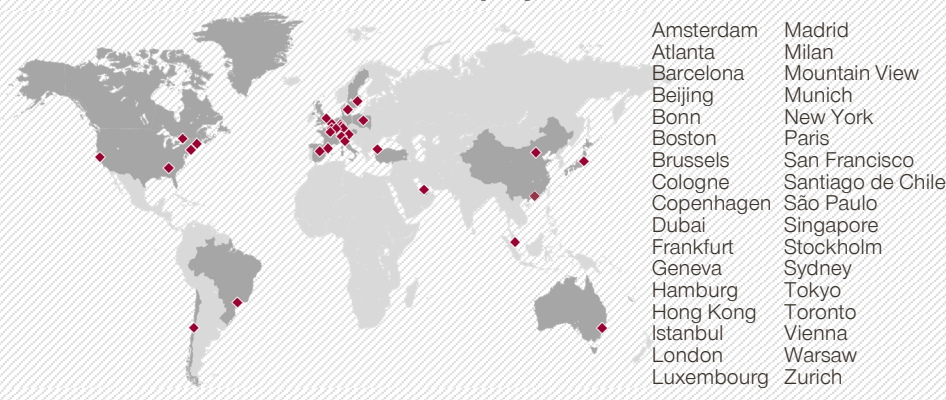 Amsterdam
Atlanta
Barcelona
Beijing
Bonn
Boston
Brussels
Cologne
Copenhagen
Dubai
Frankfurt
Geneva
Hamburg
Hong Kong
Istanbul
London
Luxembourg
Madrid
Milan
Mountain View
Munich
New York
Paris
San Francisco
Santiago de Chile
São Paulo
Singapore
Stockholm
Sydney
Tokyo
Toronto
Vienna
Warsaw
Zurich